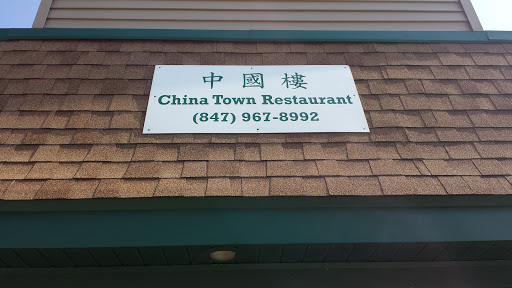 中國樓
China Town Restaurant
(847) 967-8992